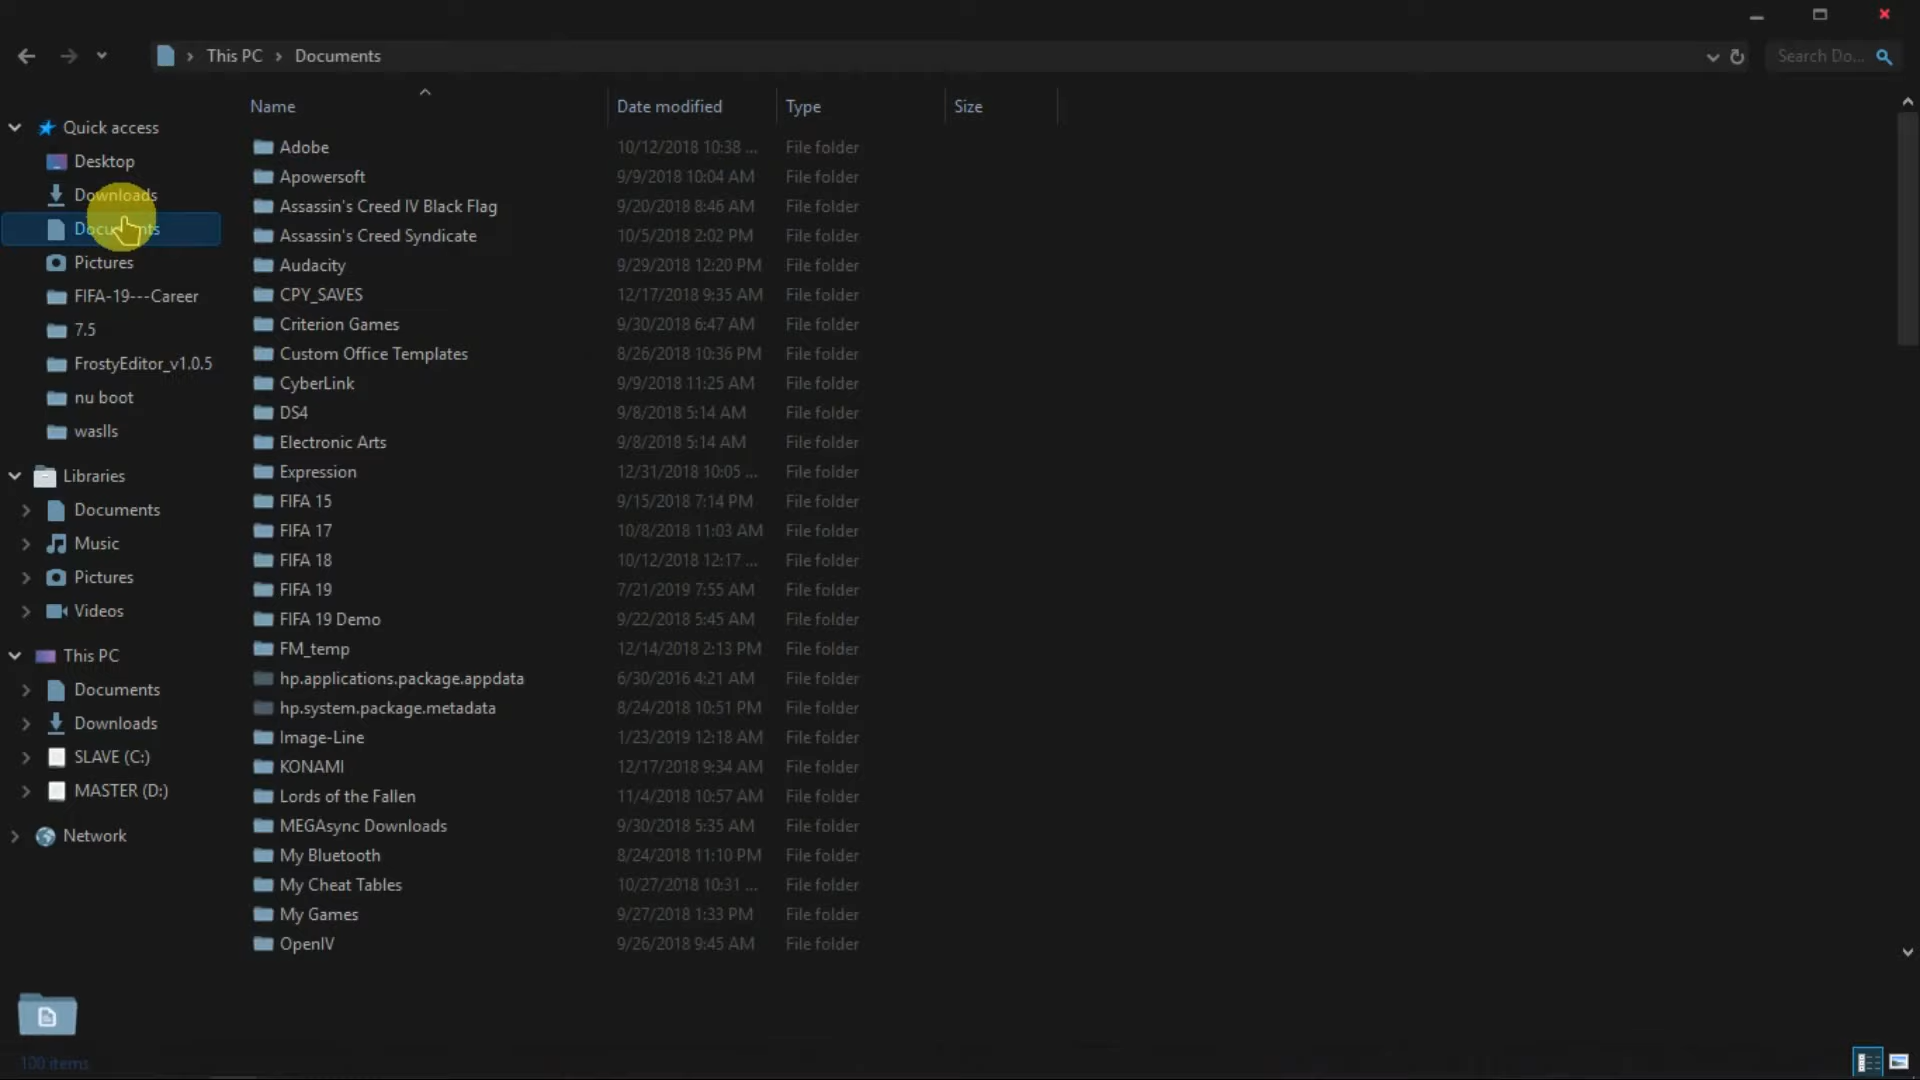 This PC > Documents
Search Do...
Name Date modified Type Size
Quick access
Desktop
Downloads
Documents
Pictures
FIFA-19---Career
7.5
FrostyEditor_v1.0.5
nu boot
waslls
Libraries
Documents
Music
Pictures
Videos
This PC
Documents
Downloads
SLAVE (C:)
MASTER (D:)
Network
Adobe 10/12/2018 10:38 ... File folder
Apowersoft 9/9/2018 10:04 AM File folder
Assassin's Creed IV Black Flag 9/20/2018 8:46 AM File folder
Assassin's Creed Syndicate 10/5/2018 2:02 PM File folder
Audacity 9/29/2018 12:20 PM File folder
CPY_SAVES 12/17/2018 9:35 AM File folder
Criterion Games 9/30/2018 6:47 AM File folder
Custom Office Templates 8/26/2018 10:36 PM File folder
CyberLink 9/9/2018 11:25 AM File folder
DS4 9/8/2018 5:14 AM File folder
Electronic Arts 9/8/2018 5:14 AM File folder
Expression 12/31/2018 10:05 ... File folder
FIFA 15 9/15/2018 7:14 PM File folder
FIFA 17 10/8/2018 11:03 AM File folder
FIFA 18 10/12/2018 12:17 ... File folder
FIFA 19 7/21/2019 7:55 AM File folder
FIFA 19 Demo 9/22/2018 5:45 AM File folder
FM_temp 12/14/2018 2:13 PM File folder
hp.applications.package.appdata 6/30/2016 4:21 AM File folder
hp.system.package.metadata 8/24/2018 10:51 PM File folder
Image-Line 1/23/2019 12:18 AM File folder
KONAMI 12/17/2018 9:34 AM File folder
Lords of the Fallen 11/4/2018 10:57 AM File folder
MEGAsync Downloads 9/30/2018 5:35 AM File folder
My Bluetooth 8/24/2018 11:10 PM File folder
My Cheat Tables 10/27/2018 10:31 ... File folder
My Games 9/27/2018 1:33 PM File folder
OpenIV 9/26/2018 9:45 AM File folder
100 items